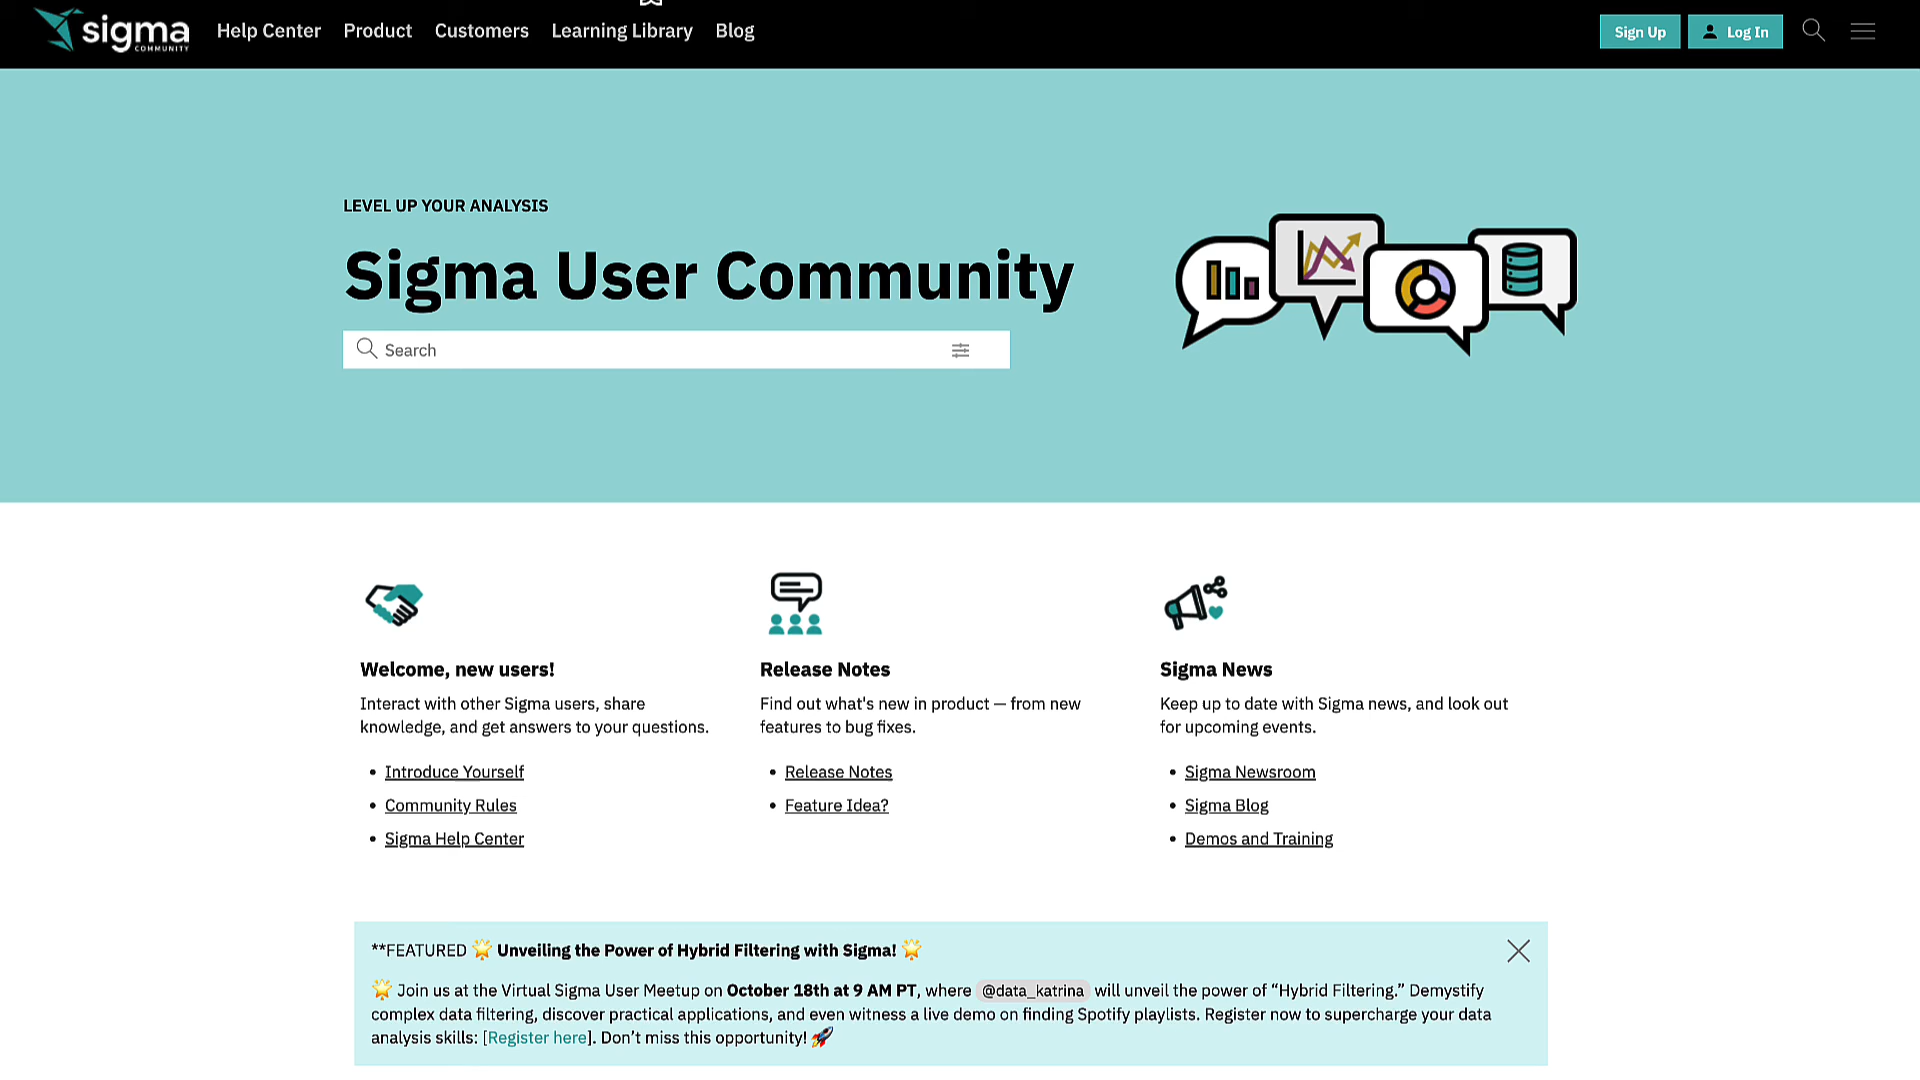 sigma
COMMUNITY
Help Center Product Customers Learning Library Blog
Sign Up Log In
LEVEL UP YOUR ANALYSIS
Sigma User Community
Search
Welcome, new users!
Interact with other Sigma users, share
knowledge, and get answers to your questions.
• Introduce Yourself
• Community Rules
• Sigma Help Center
Release Notes
Find out what's new in product — from new
features to bug fixes.
• Release Notes
• Feature Idea?
Sigma News
Keep up to date with Sigma news, and look out
for upcoming events.
• Sigma Newsroom
• Sigma Blog
• Demos and Training
**FEATURED 🌟 Unveiling the Power of Hybrid Filtering with Sigma! 🌟
🌟 Join us at the Virtual Sigma User Meetup on October 18th at 9 AM PT, where @data_katrina will unveil the power of “Hybrid Filtering.” Demystify
complex data filtering, discover practical applications, and even witness a live demo on finding Spotify playlists. Register now to supercharge your data
analysis skills: [Register here]. Don’t miss this opportunity! 🚀